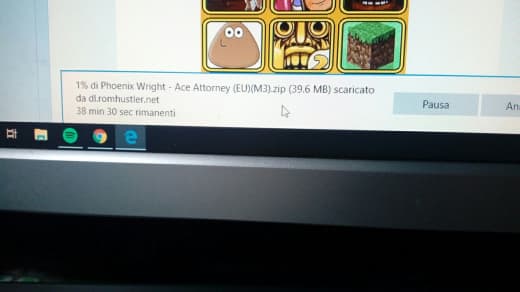 2
1% di Phoenix Wright - Ace Attorney (EU)(M3).zip (39.6 MB) scaricato
da dl.romhustler.net
38 min 30 sec rimanenti
Pausa